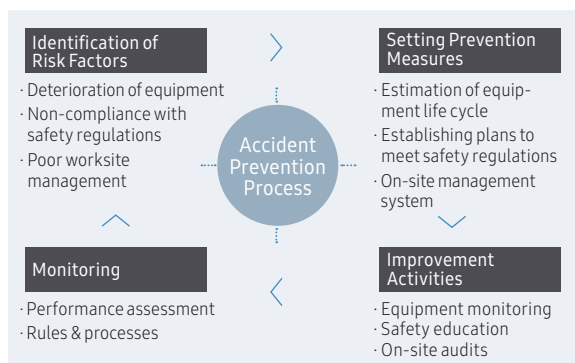 Identification of
Risk Factors
· Deterioration of equipment
· Non-compliance with
safety regulations
· Poor worksite
management
Setting Prevention
Measures
· Estimation of equip-
ment life cycle
· Establishing plans to
meet safety regulations
· On-site management
system
Accident
Prevention
Process
Monitoring
· Performance assessment
· Rules & processes
Improvement
Activities
· Equipment monitoring
· Safety education
· On-site audits